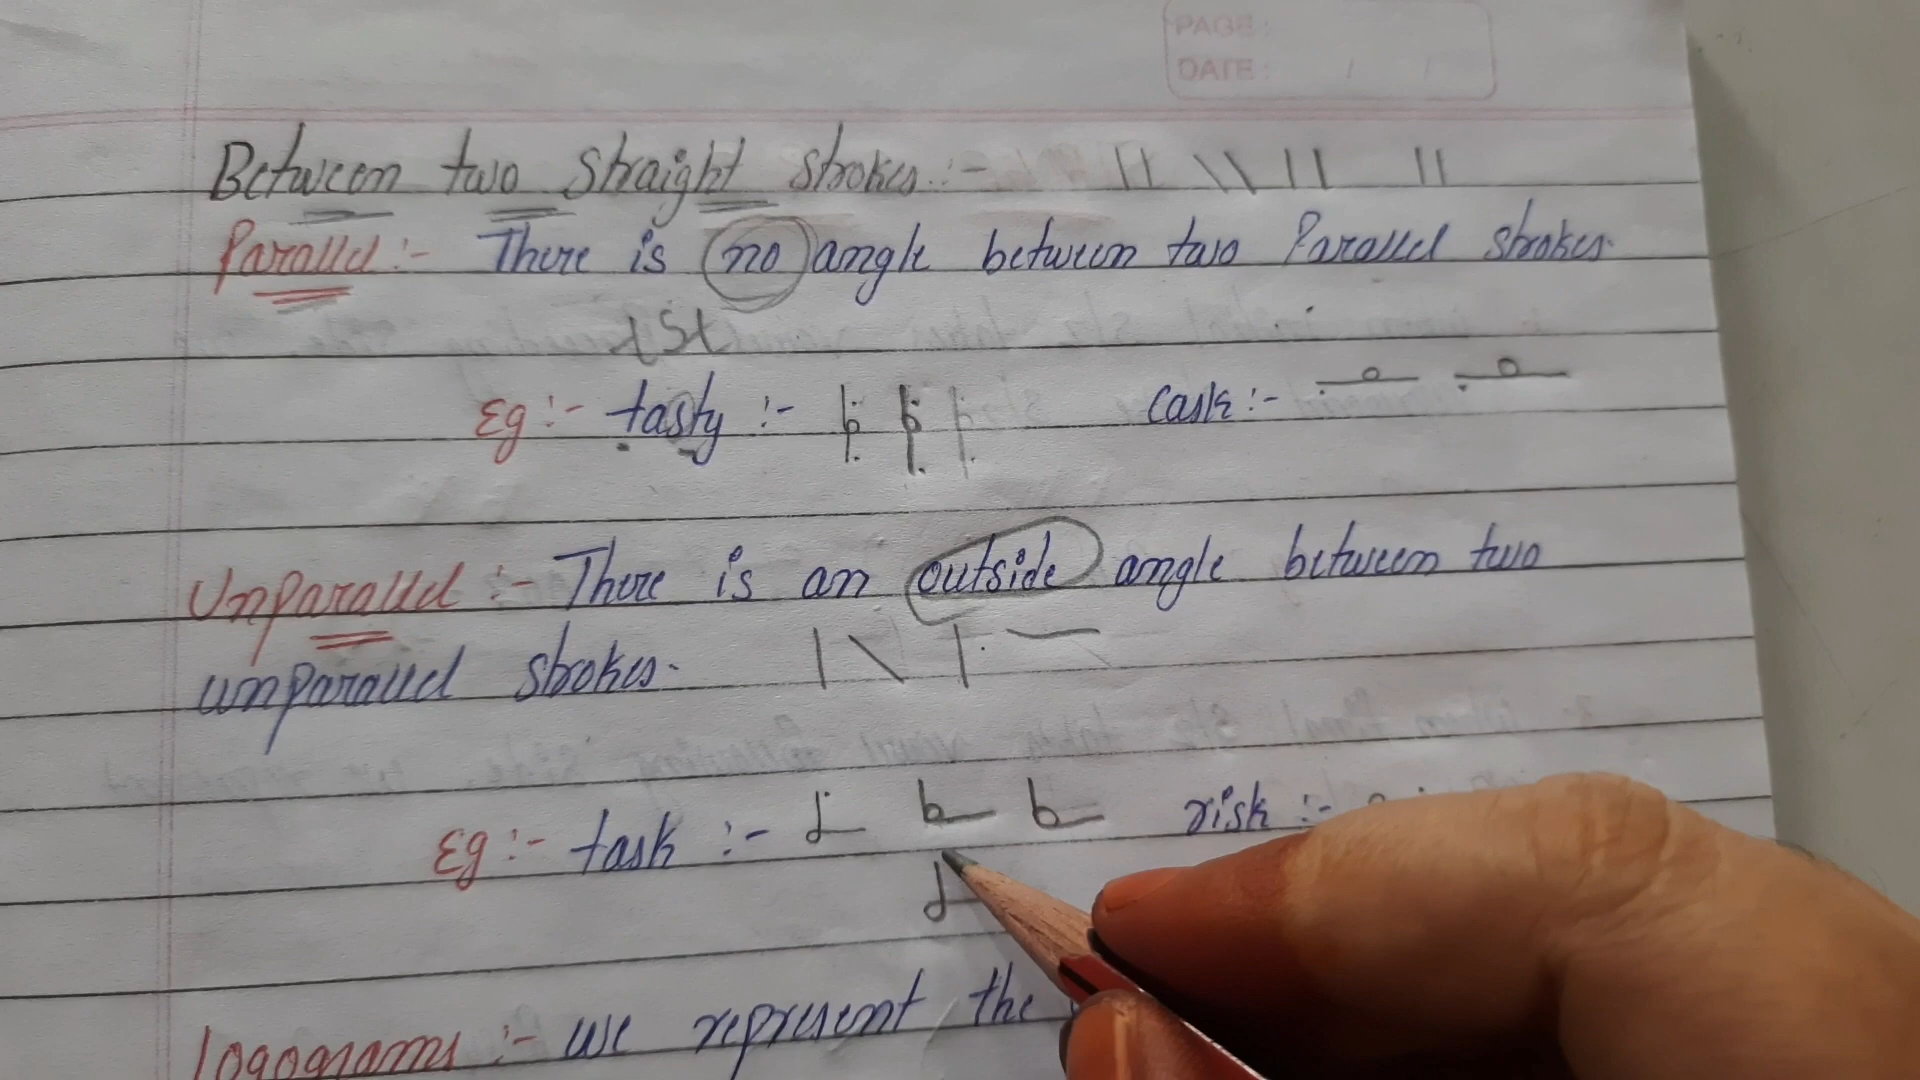 PAGE:
DATE: / /
Between two straight strokes:-
Parallel:- There is no angle between two Parallel strokes.
tst
Eg:- tasty:- cask:-
Unparallel:- There is an outside angle between two
unparallel strokes.
Eg:- task:- risk:-
logograms:- we represent the